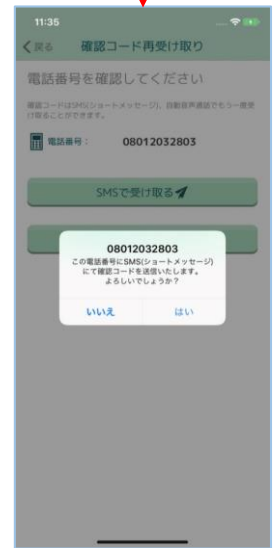 11:35
戻る 確認コード再受け取り
電話番号を確認してください
確認コードはSMS(ショートメッセージ)、自動音声通話でもう一度受
け取ることができます。
電話番号： 08012032803
SMSで受け取る
08012032803
この電話番号にSMS(ショートメッセージ)
にて確認コードを送信いたします。
よろしいでしょうか？
いいえ はい